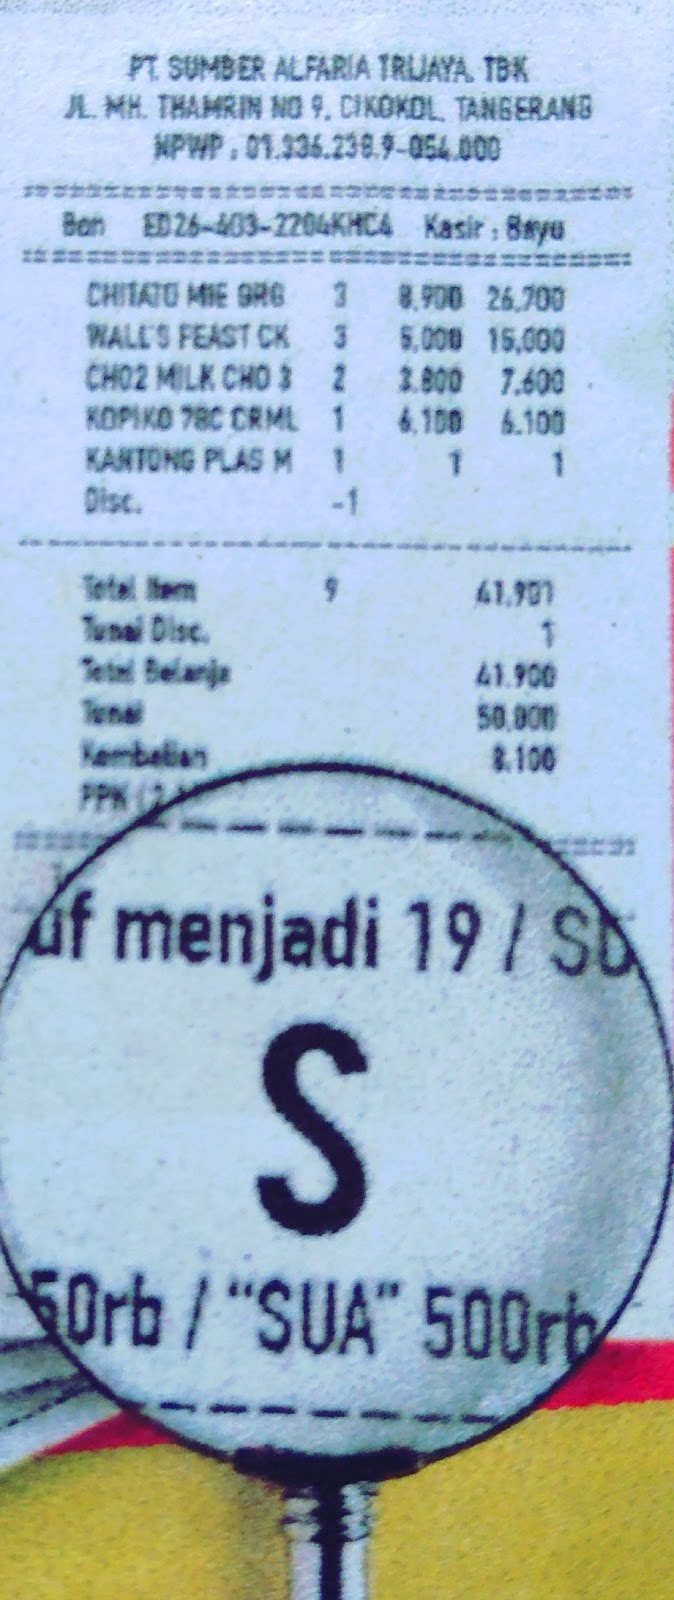 PT. SUMBER ALFARIA TRIJAYA. TBK
JL. MH. THAMRIN NO 9. CIKOKOL, TANGERANG
NPWP : 01.336.238.9-054.000
Bon ED26-403-2204KHC4 Kasir : Bayu
CHITATO MIE GRG 3 8.900 26.700
WALL'S FEAST CK 3 5,000 15,000
CHO2 MILK CHO 3 2 3.800 7.600
KOPIKO 78C CRML 1 6.100 6.100
KANTONG PLAS M 1 1 1
Disc. -1
Total Item 9 41.901
Tunai Disc. 1
Total Belanja 41.900
Tunai 50,000
Kembalian 8.100
PPN
uf menjadi 19 / SU
S
50rb / "SUA" 500rb